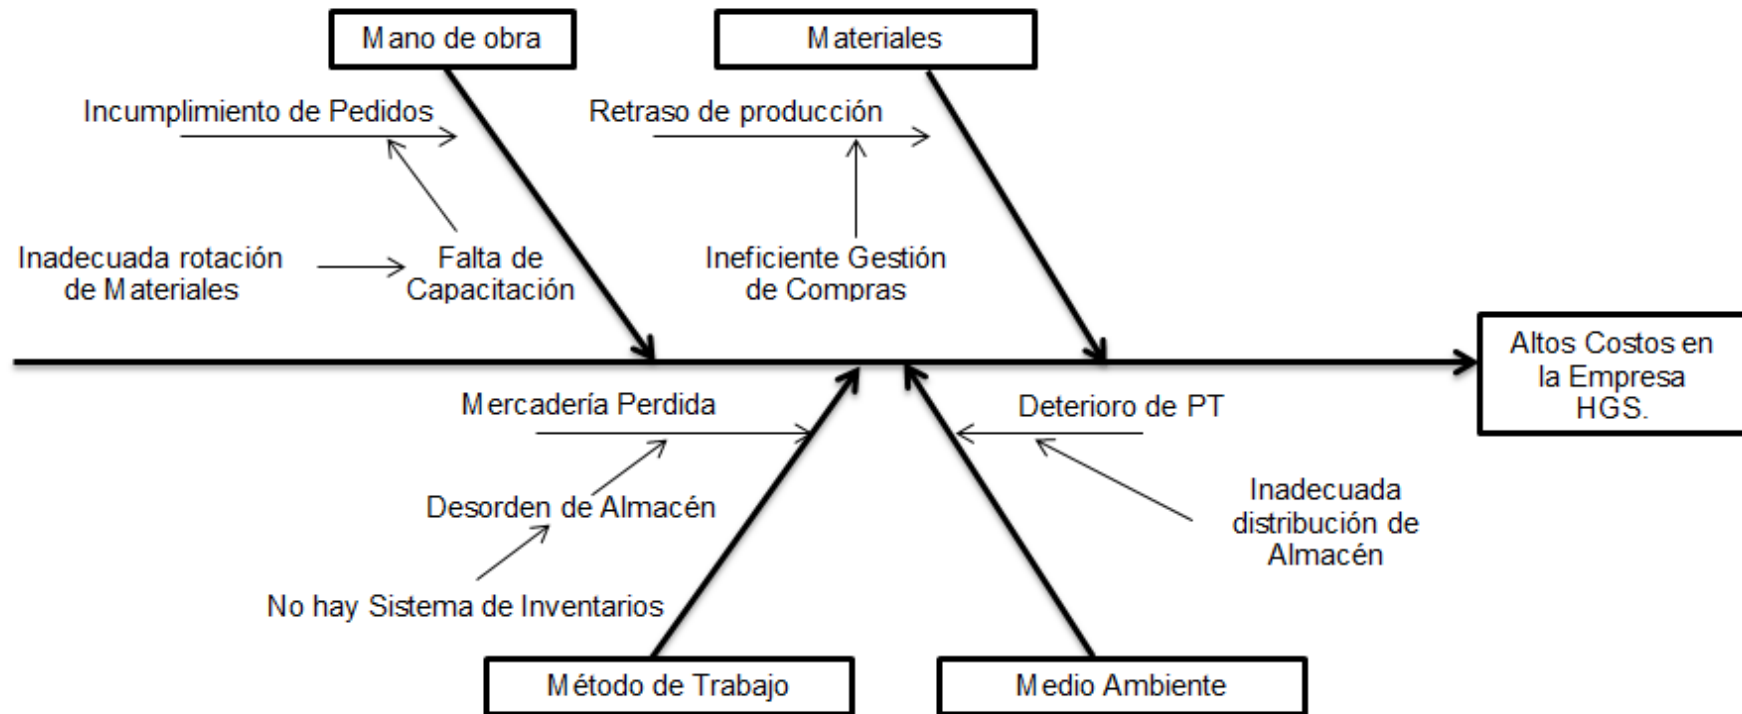 Mano de obra
Materiales
Incumplimiento de Pedidos
Retraso de producción
Inadecuada rotación
de Materiales
Falta de
Capacitación
Ineficiente Gestión
de Compras
Altos Costos en
la Empresa
HGS.
Mercadería Perdida
Deterioro de PT
Desorden de Almacén
Inadecuada
distribución de
Almacén
No hay Sistema de Inventarios
Método de Trabajo
Medio Ambiente